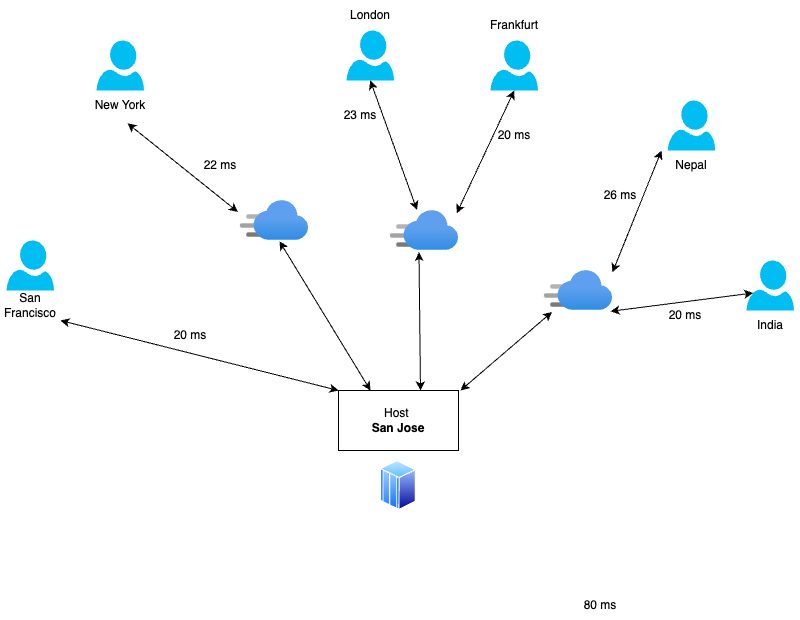 London
Frankfurt
New York
23 ms
20 ms
22 ms
Nepal
26 ms
San
Francisco
20 ms
20 ms
India
Host
San Jose
80 ms